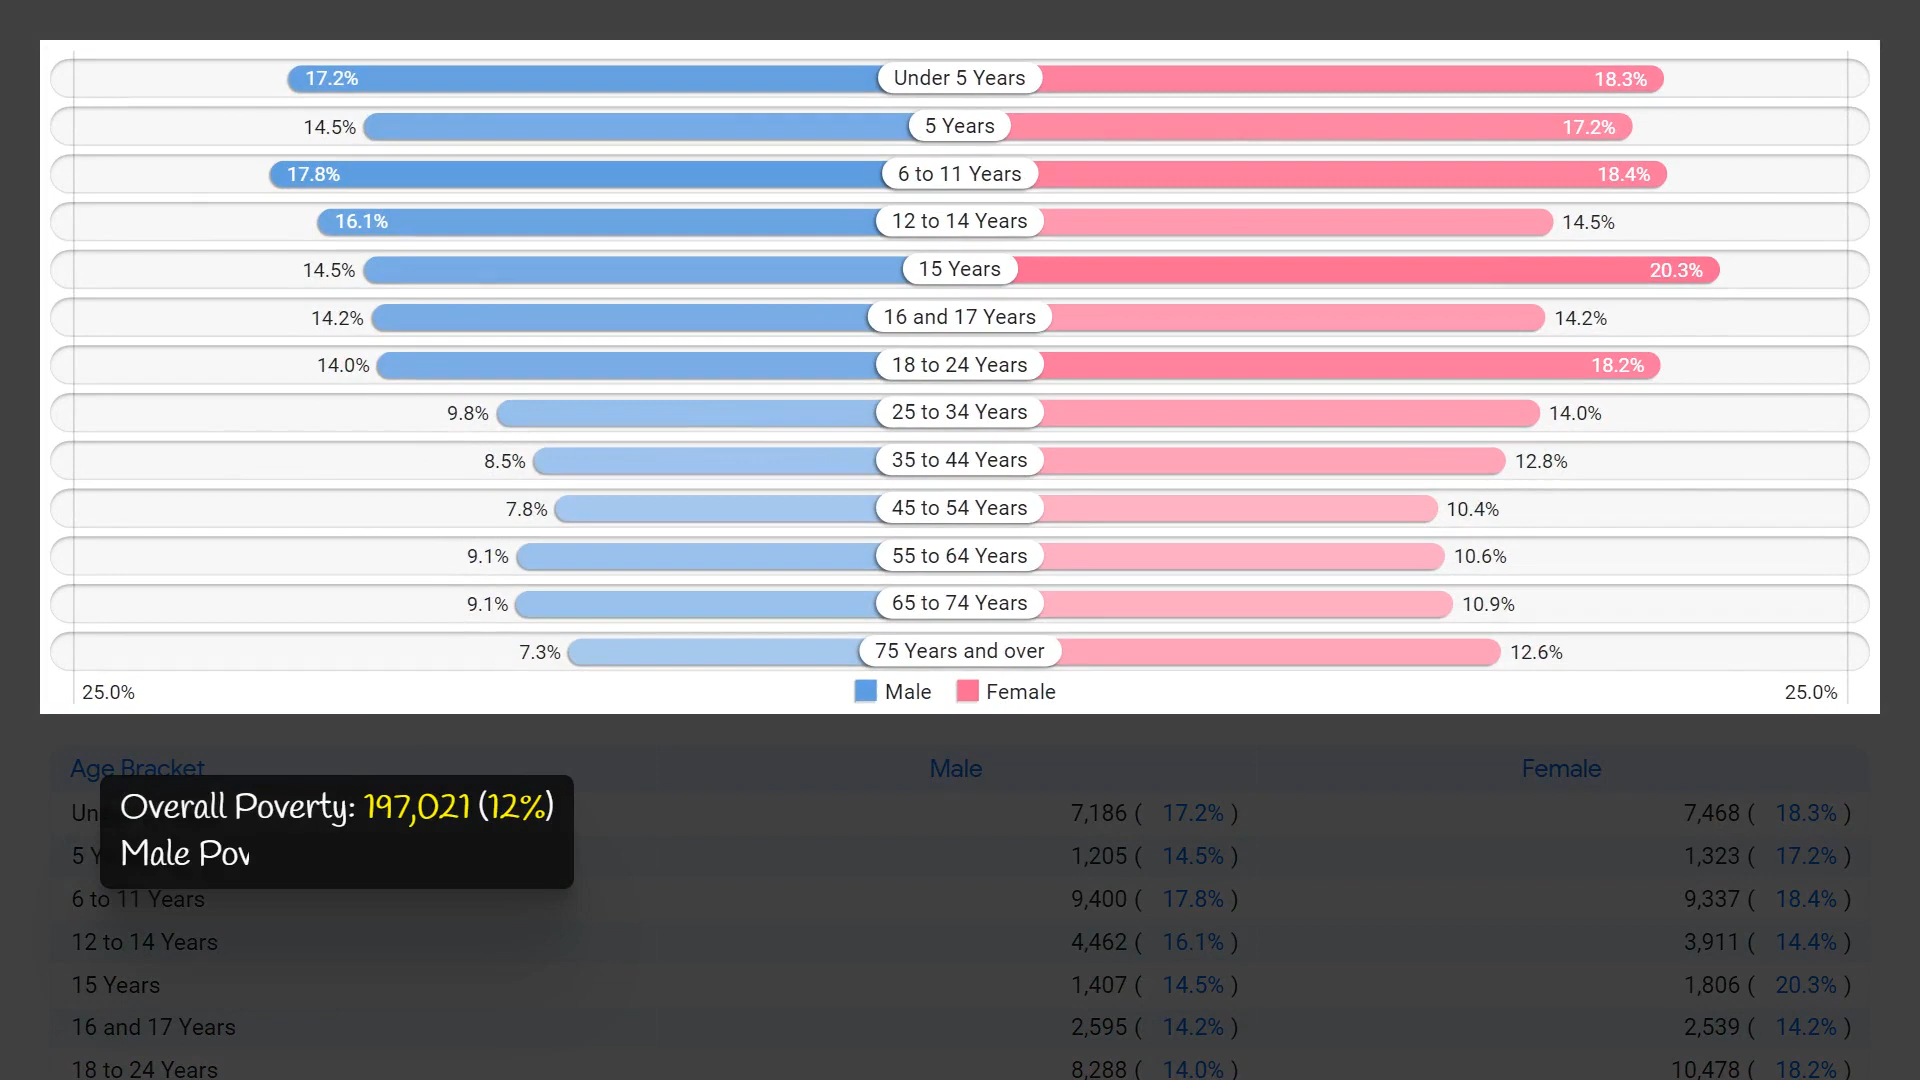 17.2% Under 5 Years 18.3%
14.5% 5 Years 17.2%
17.8% 6 to 11 Years 18.4%
16.1% 12 to 14 Years 14.5%
14.5% 15 Years 20.3%
14.2% 16 and 17 Years 14.2%
14.0% 18 to 24 Years 18.2%
9.8% 25 to 34 Years 14.0%
8.5% 35 to 44 Years 12.8%
7.8% 45 to 54 Years 10.4%
9.1% 55 to 64 Years 10.6%
9.1% 65 to 74 Years 10.9%
7.3% 75 Years and over 12.6%
25.0% Male Female 25.0%
Age Bracket Male Female
Overall Poverty: 197,021 (12%)
Male Pov
7,186 ( 17.2% ) 7,468 ( 18.3% )
1,205 ( 14.5% ) 1,323 ( 17.2% )
6 to 11 Years 9,400 ( 17.8% ) 9,337 ( 18.4% )
12 to 14 Years 4,462 ( 16.1% ) 3,911 ( 14.4% )
15 Years 1,407 ( 14.5% ) 1,806 ( 20.3% )
16 and 17 Years 2,595 ( 14.2% ) 2,539 ( 14.2% )
18 to 24 Years 8,288 ( 14.0% ) 10,478 ( 18.2% )